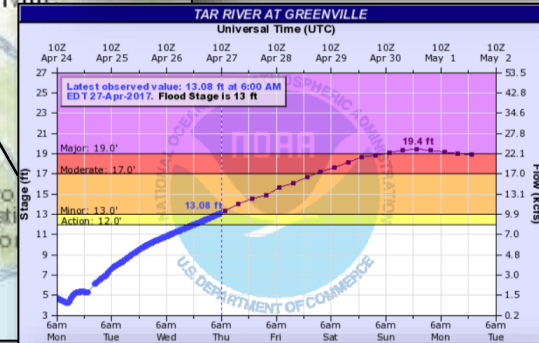 TAR RIVER AT GREENVILLE
Universal Time (UTC)
10Z 10Z 10Z 10Z 10Z 10Z 10Z 10Z 10Z
Apr 24 Apr 25 Apr 26 Apr 27 Apr 28 Apr 29 Apr 30 May 1 May 2
27 53.5
Latest observed value: 13.08 ft at 6:00 AM
EDT 27-Apr-2017. Flood Stage is 13 ft
25 42.8
23 34.6
21 27.8
19.4 ft
Major: 19.0'
19 22.1
Moderate: 17.0'
17 17.0
15 13.1
13.08 ft
Minor: 13.0'
13 9.9
Action: 12.0'
11 7.0
9 4.8
7 3.0
5 1.5
3 0.2
Stage (ft)
Flow (kcfs)
NOAA
NATIONAL OCEANIC AND ATMOSPHERIC ADMINISTRATION
U.S. DEPARTMENT OF COMMERCE
6am 6am 6am 6am 6am 6am 6am 6am 6am
Mon Tue Wed Thu Fri Sat Sun Mon Tue